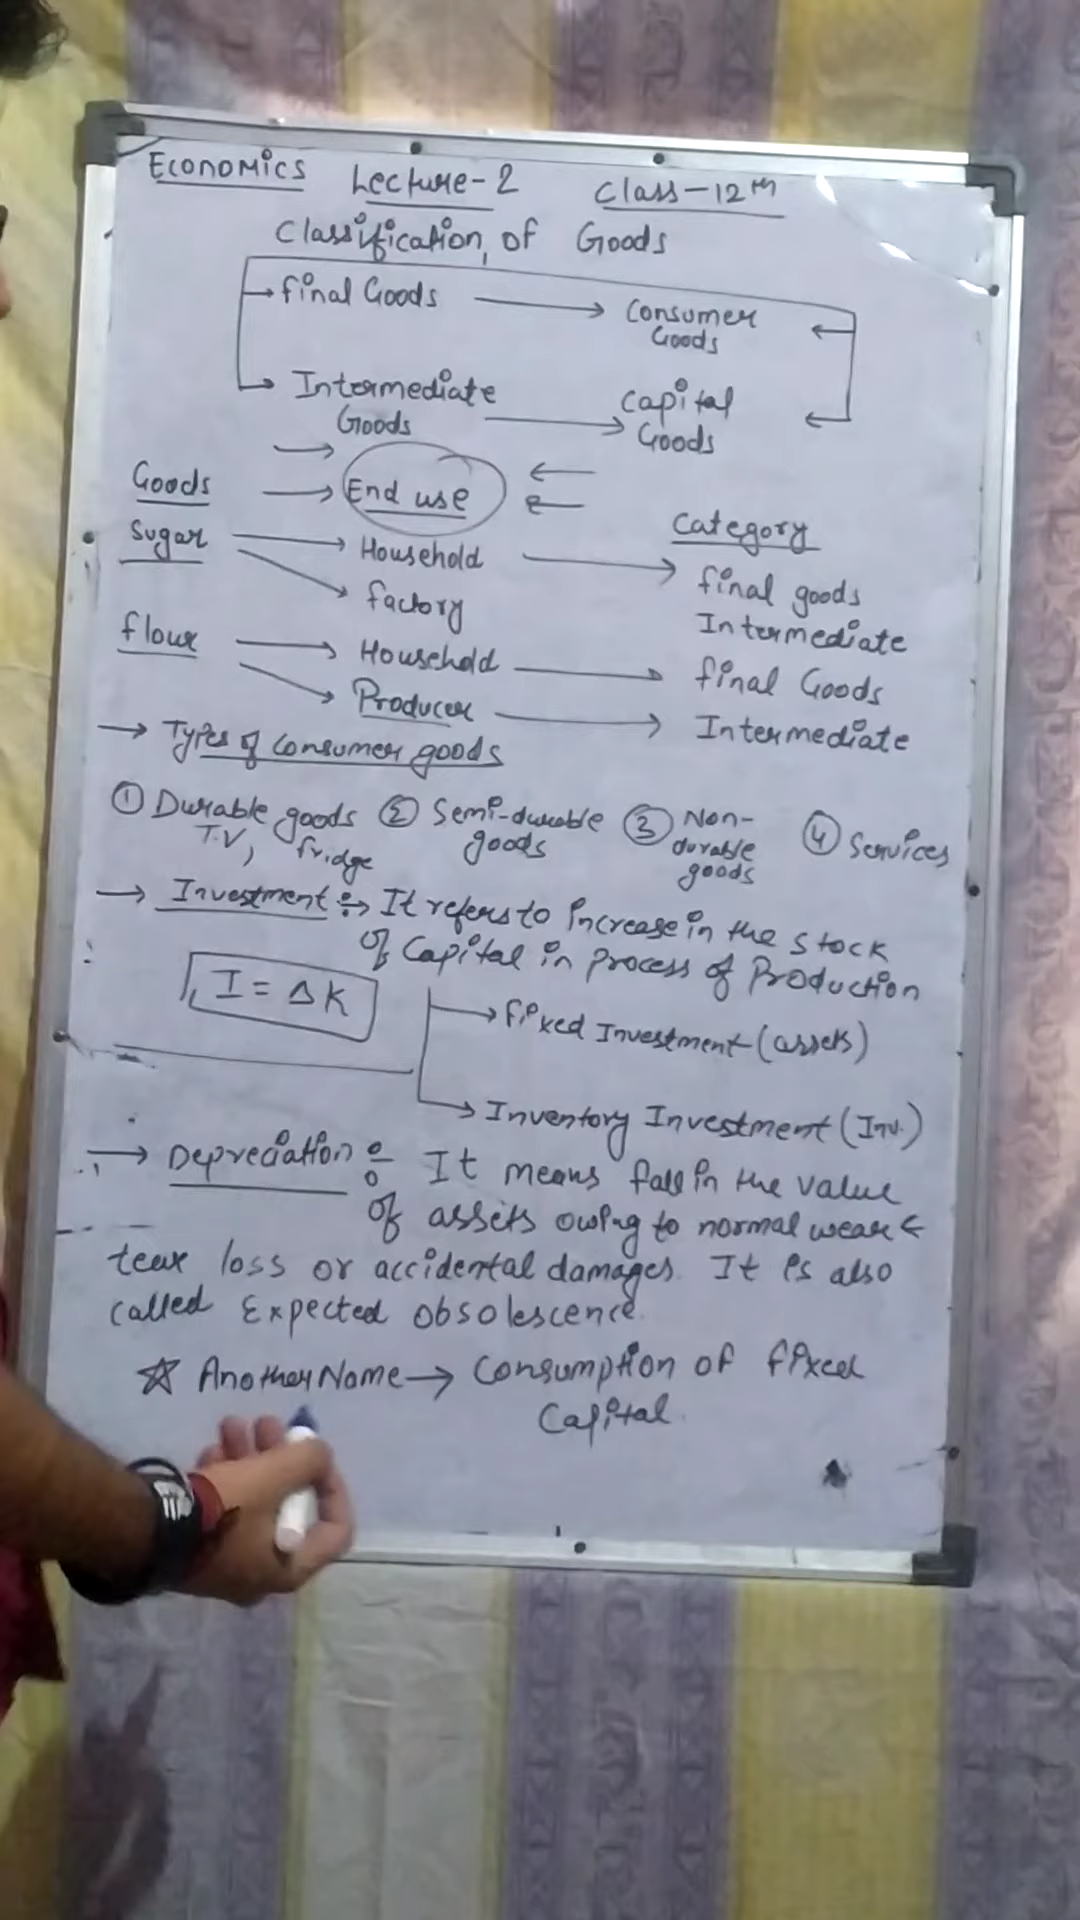 Economics Lecture-2 Class-12th
Classification of Goods
→ Final Goods → Consumer Goods ←
→ Intermediate Goods → Capital Goods ←
Goods → End use ← Category
Sugar → Household → final goods
→ factory Intermediate
flour → Household → final Goods
→ Producer → Intermediate
→ Types of consumer goods
① Durable goods ② Semi-durable goods ③ Non-durable goods ④ Services
T.V, fridge
→ Investment :→ It refers to increase in the stock
of Capital in process of Production
I = ΔK
→ Fixed Investment (assets)
→ Inventory Investment (Inv.)
→ Depreciation : It means fall in the value
of assets owing to normal wear &
tear loss or accidental damages. It is also
called Expected obsolescence.
☆ Another Name → Consumption of fixed
Capital.